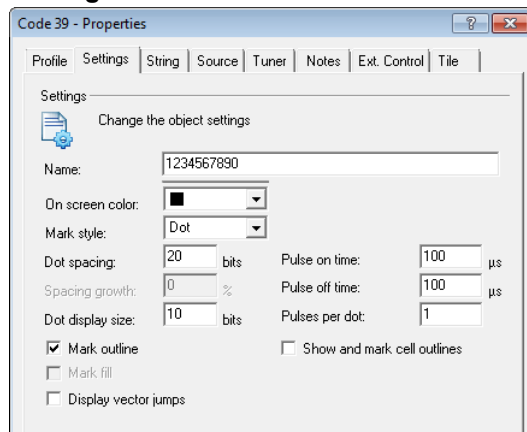 Code 39 - Properties
Profile Settings String Source Tuner Notes Ext. Control Tile
Settings
Change the object settings
Name: 1234567890
On screen color:
Mark style: Dot
Dot spacing: 20 bits Pulse on time: 100 µs
Spacing growth: 0 % Pulse off time: 100 µs
Dot display size: 10 bits Pulses per dot: 1
Mark outline Show and mark cell outlines
Mark fill
Display vector jumps